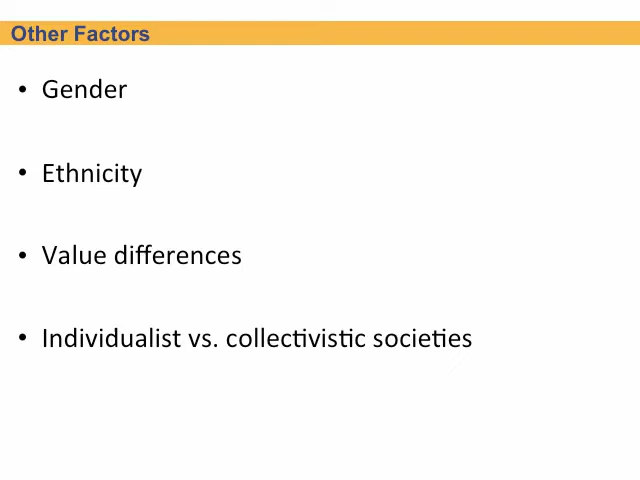 Other Factors
• Gender
• Ethnicity
• Value differences
• Individualist vs. collectivistic societies